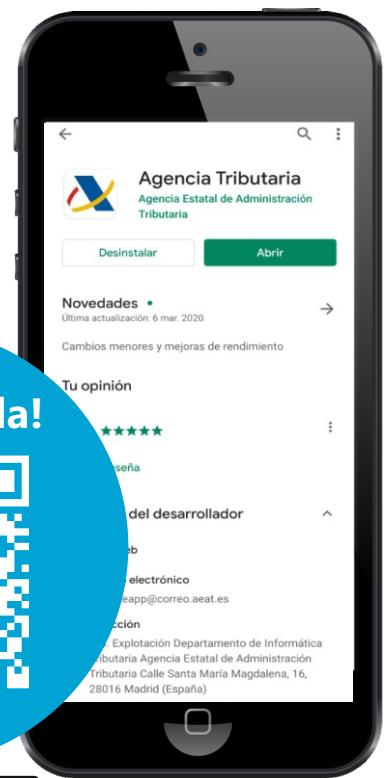 Agencia Tributaria
Agencia Estatal de Administración
Tributaria
Desinstalar
Abrir
Novedades •
Última actualización: 6 mar. 2020
Cambios menores y mejoras de rendimiento
Tu opinión
la!
eseña
del desarrollador
eb
electrónico
eapp@correo.aeat.es
cción
. Explotación Departamento de Informática
ributaria Agencia Estatal de Administración
Tributaria Calle Santa María Magdalena, 16,
28016 Madrid (España)